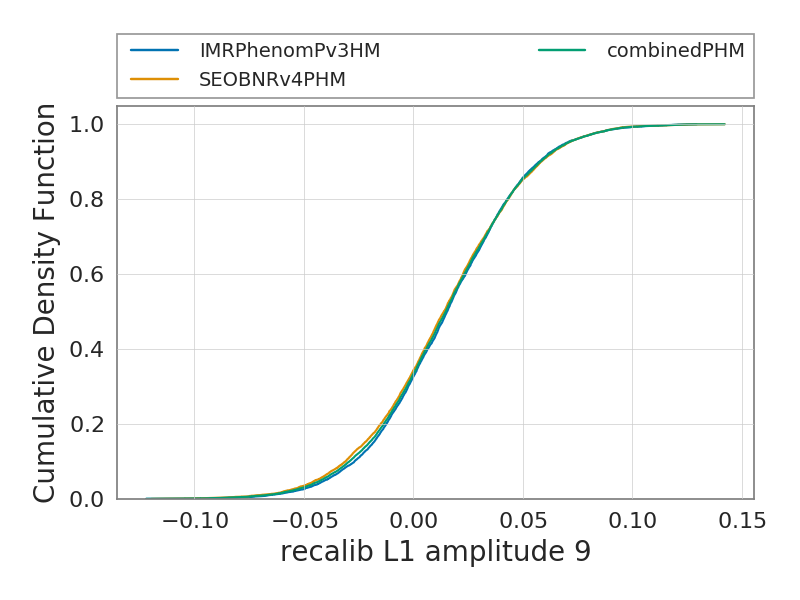 IMRPhenomPv3HM
SEOBNRv4PHM
combinedPHM
Cumulative Density Function
1.0
0.8
0.6
0.4
0.2
0.0
−0.10
−0.05
0.00
0.05
0.10
0.15
recalib L1 amplitude 9